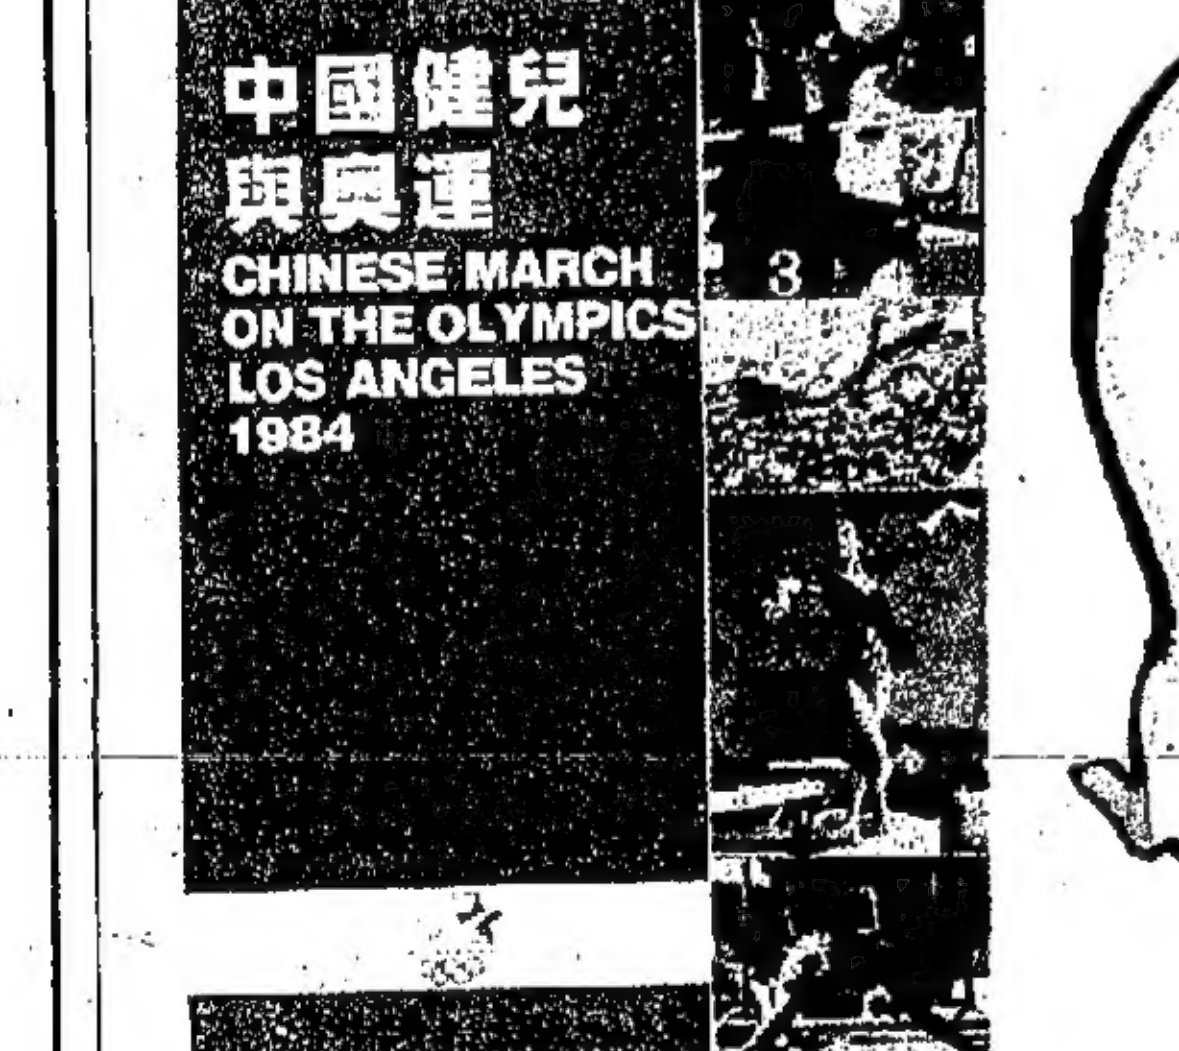 中國健兒
與奧運
CHINESE MARCH
ON THE OLYMPICS
LOS ANGELES
1984
3